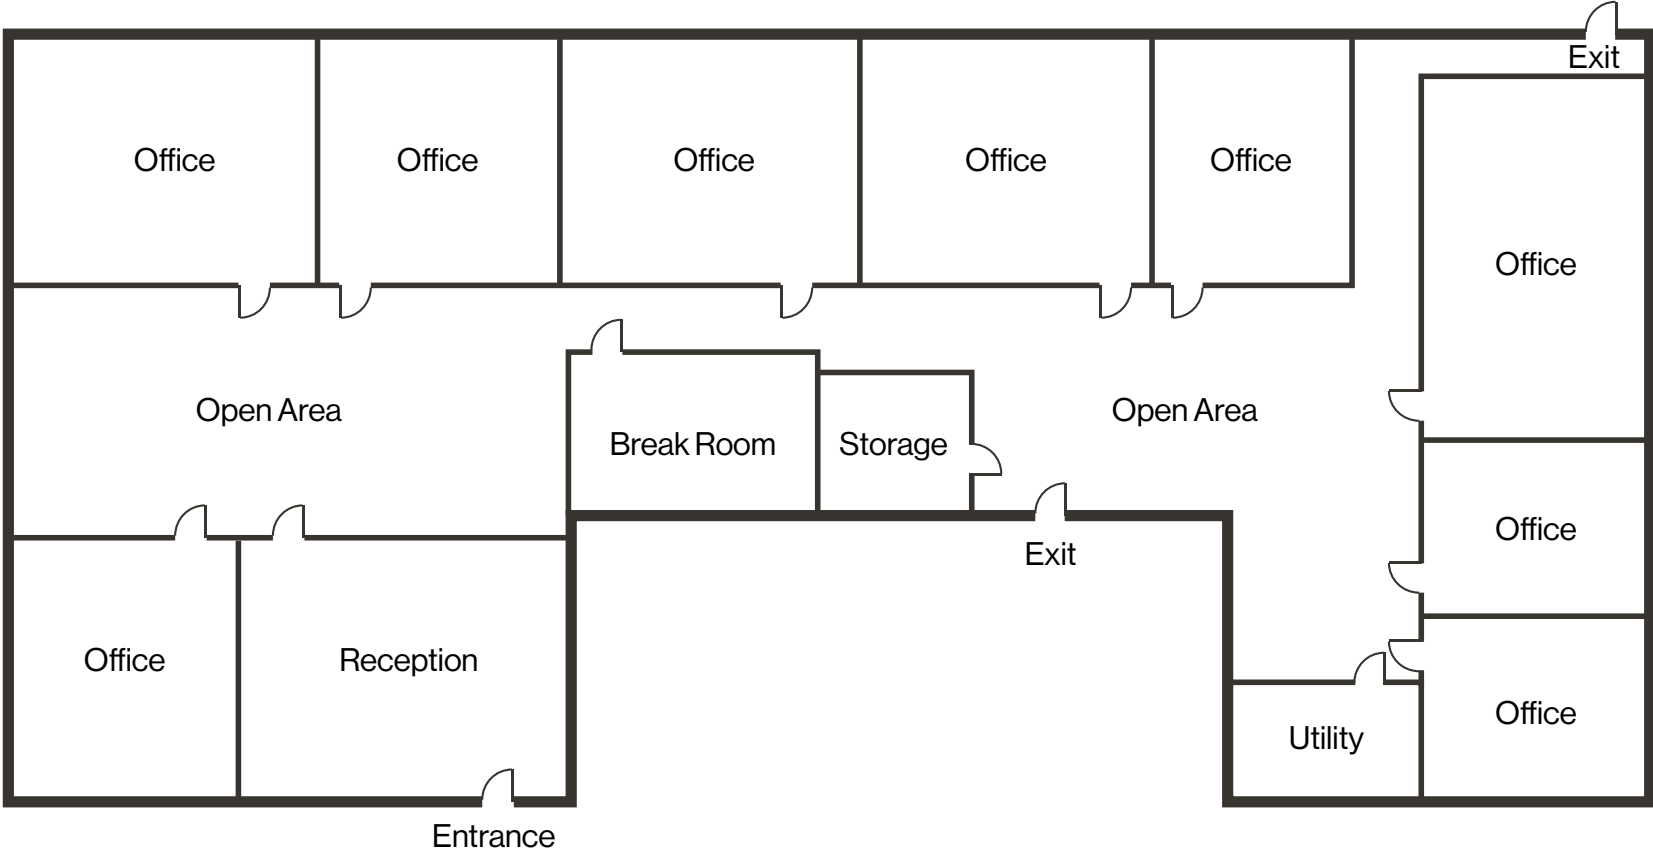 Exit
Office
Office
Office
Office
Office
Office
Open Area
Open Area
Break Room
Storage
Office
Exit
Office
Reception
Office
Utility
Entrance